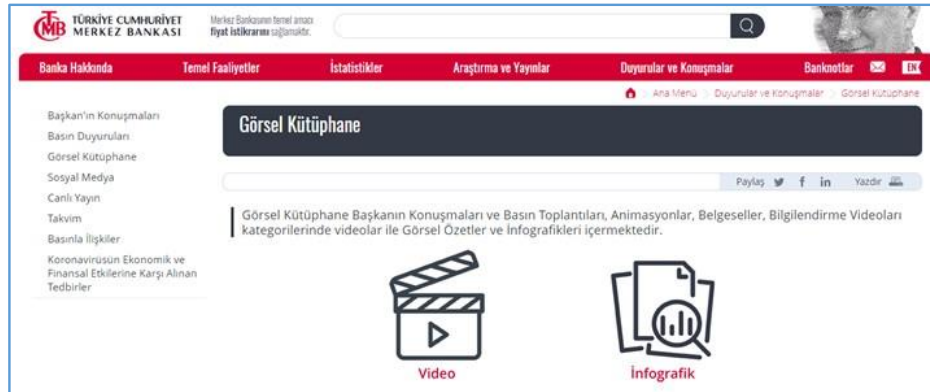 TCMB
TÜRKİYE CUMHURİYET
MERKEZ BANKASI
Merkez Bankasının temel amacı
fiyat istikrarını sağlamaktır.
Banka Hakkında Temel Faaliyetler İstatistikler Araştırma ve Yayınlar Duyurular ve Konuşmalar Banknotlar EN
Ana Menü > Duyurular ve Konuşmalar > Görsel Kütüphane
Başkan'ın Konuşmaları
Basın Duyuruları
Görsel Kütüphane
Sosyal Medya
Canlı Yayın
Takvim
Basınla İlişkiler
Koronavirüsün Ekonomik ve
Finansal Etkilerine Karşı Alınan
Tedbirler
Görsel Kütüphane
Paylaş Yazdır
Görsel Kütüphane Başkanın Konuşmaları ve Basın Toplantıları, Animasyonlar, Belgeseller, Bilgilendirme Videoları
kategorilerinde videolar ile Görsel Özetler ve İnfografikleri içermektedir.
Video
İnfografik